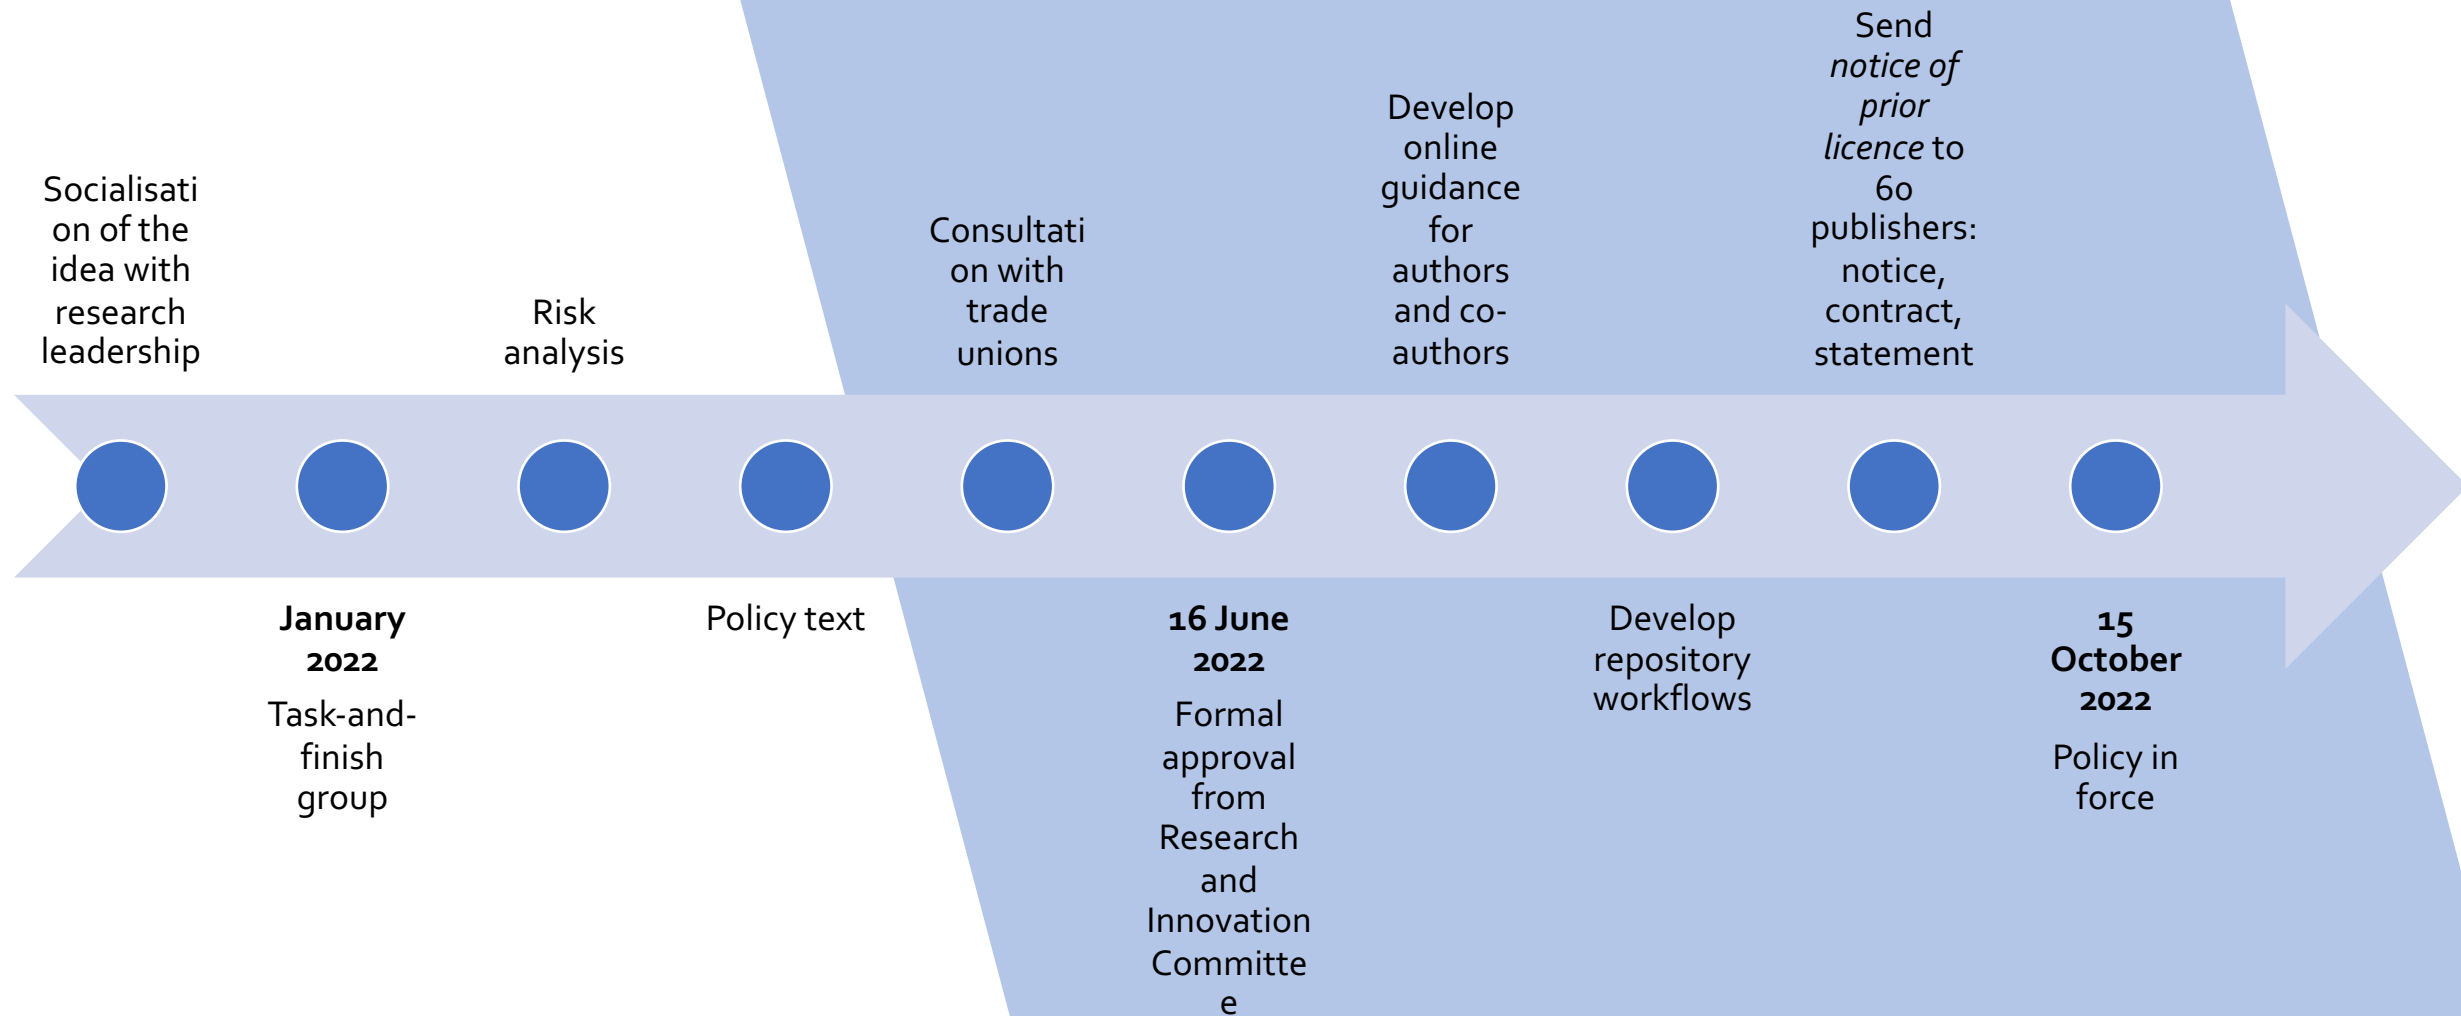 Socialisati
on of the
idea with
research
leadership
January
2022
Task-and-
finish
group
Risk
analysis
Policy text
Consultati
on with
trade
unions
16 June
2022
Formal
approval
from
Research
and
Innovation
Committe
e
Develop
online
guidance
for
authors
and co-
authors
Develop
repository
workflows
Send
notice of
prior
licence to
60
publishers:
notice,
contract,
statement
15
October
2022
Policy in
force